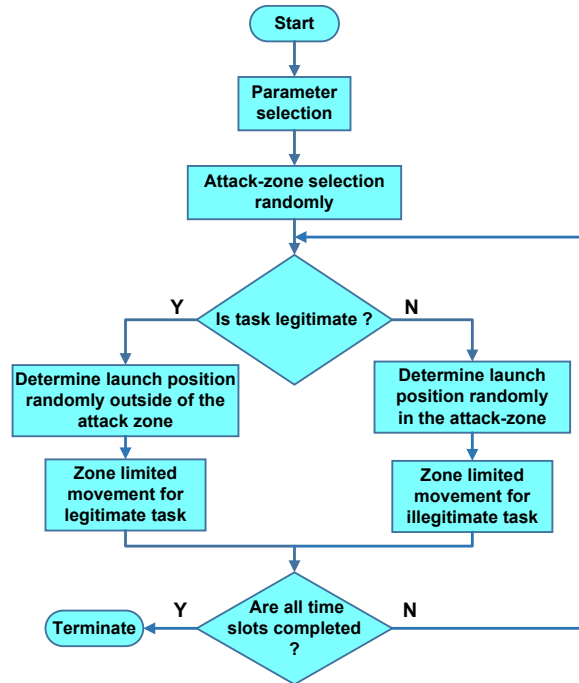 Start
Parameter
selection
Attack-zone selection
randomly
Y
Is task legitimate ?
N
Determine launch position
randomly outside of the
attack zone
Determine launch
position randomly
in the attack-zone
Zone limited
movement for
legitimate task
Zone limited
movement for
illegitimate task
Terminate
Y
Are all time
slots completed
?
N